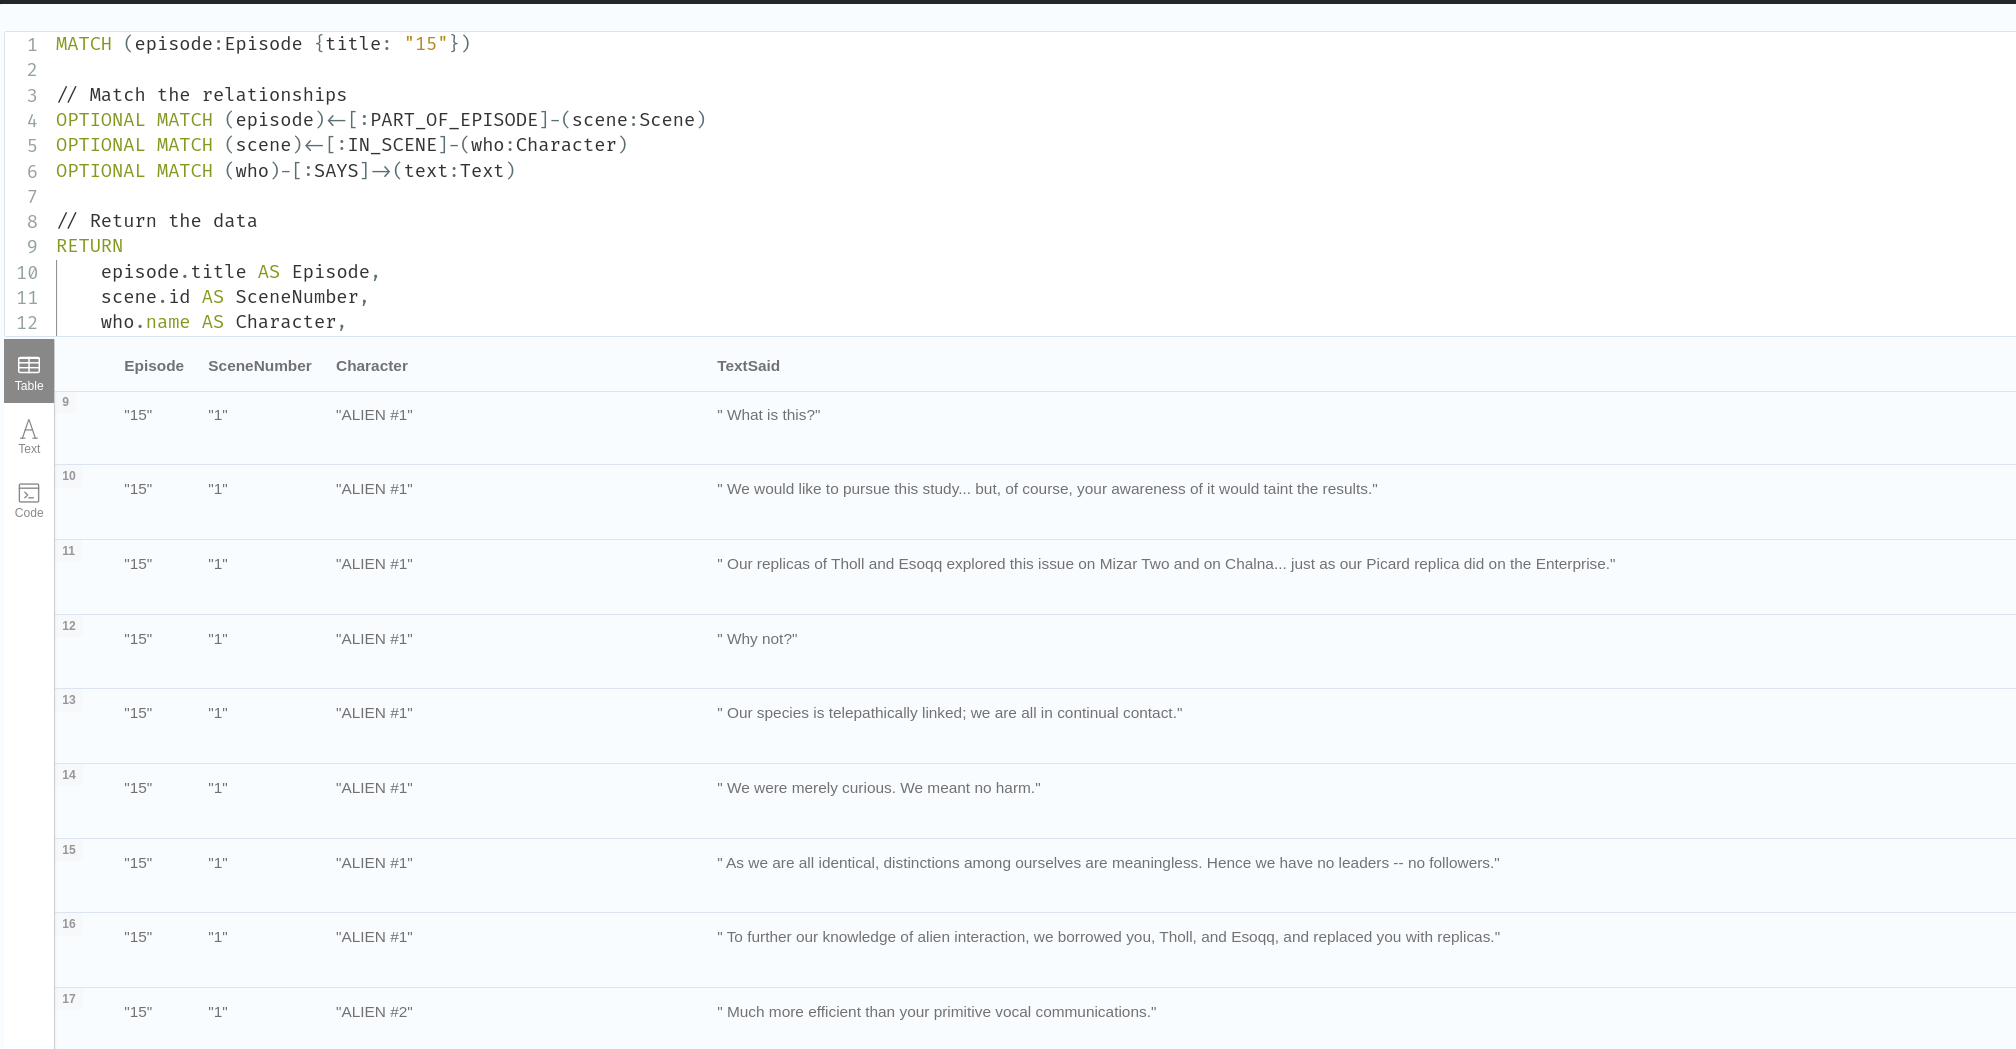 1 MATCH (episode:Episode {title: "15"})
2
3 // Match the relationships
4 OPTIONAL MATCH (episode)<-[:PART_OF_EPISODE]-(scene:Scene)
5 OPTIONAL MATCH (scene)<-[:IN_SCENE]-(who:Character)
6 OPTIONAL MATCH (who)-[:SAYS]->(text:Text)
7
8 // Return the data
9 RETURN
10 episode.title AS Episode,
11 scene.id AS SceneNumber,
12 who.name AS Character,
Table
Text
Code
Episode SceneNumber Character TextSaid
9 "15" "1" "ALIEN #1" " What is this?"
10 "15" "1" "ALIEN #1" " We would like to pursue this study... but, of course, your awareness of it would taint the results."
11 "15" "1" "ALIEN #1" " Our replicas of Tholl and Esoqq explored this issue on Mizar Two and on Chalna... just as our Picard replica did on the Enterprise."
12 "15" "1" "ALIEN #1" " Why not?"
13 "15" "1" "ALIEN #1" " Our species is telepathically linked; we are all in continual contact."
14 "15" "1" "ALIEN #1" " We were merely curious. We meant no harm."
15 "15" "1" "ALIEN #1" " As we are all identical, distinctions among ourselves are meaningless. Hence we have no leaders -- no followers."
16 "15" "1" "ALIEN #1" " To further our knowledge of alien interaction, we borrowed you, Tholl, and Esoqq, and replaced you with replicas."
17 "15" "1" "ALIEN #2" " Much more efficient than your primitive vocal communications."